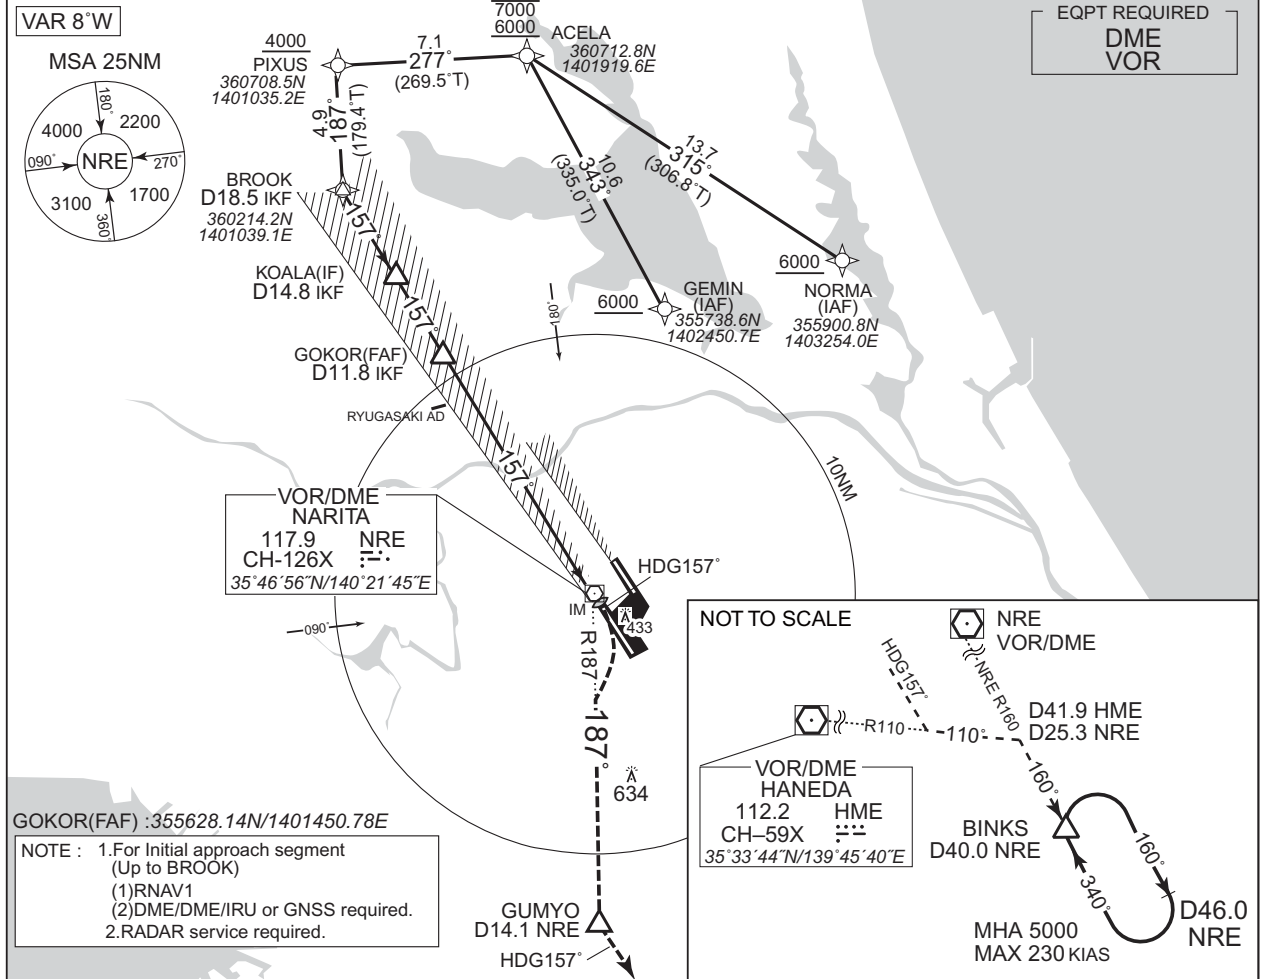 VAR 8°W
MSA 25NM
180°
4000
2200
090°
NRE
270°
3100
1700
360°
7000
6000
ACELA
360712.8N
1401919.6E
4000
PIXUS
360708.5N
1401035.2E
7.1
277°
(269.5°T)
4.9
187°
(179.4°T)
EQPT REQUIRED
DME
VOR
13.7
315°
(306.8°T)
10.6
343°
(335.0°T)
BROOK
D18.5 IKF
360214.2N
1401039.1E
157°
KOALA(IF)
D14.8 IKF
157°
6000
NORMA
(IAF)
355900.8N
1403254.0E
6000
GEMIN
(IAF)
355738.6N
1402450.7E
180°
GOKOR(FAF)
D11.8 IKF
RYUGASAKI AD
157°
10NM
VOR/DME
NARITA
117.9 NRE
CH-126X
35°46´56˝N/140°21´45˝E
HDG157°
IM
433
090°
R187
187°
634
GOKOR(FAF) :355628.14N/1401450.78E
NOTE : 1.For Initial approach segment
(Up to BROOK)
(1)RNAV1
(2)DME/DME/IRU or GNSS required.
2.RADAR service required.
GUMYO
D14.1 NRE
HDG157°
NOT TO SCALE
NRE
VOR/DME
HDG157°
NRE R160
D41.9 HME
D25.3 NRE
R110
110°
VOR/DME
HANEDA
112.2 HME
CH–59X
35°33´44˝N/139°45´40˝E
160°
BINKS
D40.0 NRE
160°
340°
D46.0
NRE
MHA 5000
MAX 230 KIAS